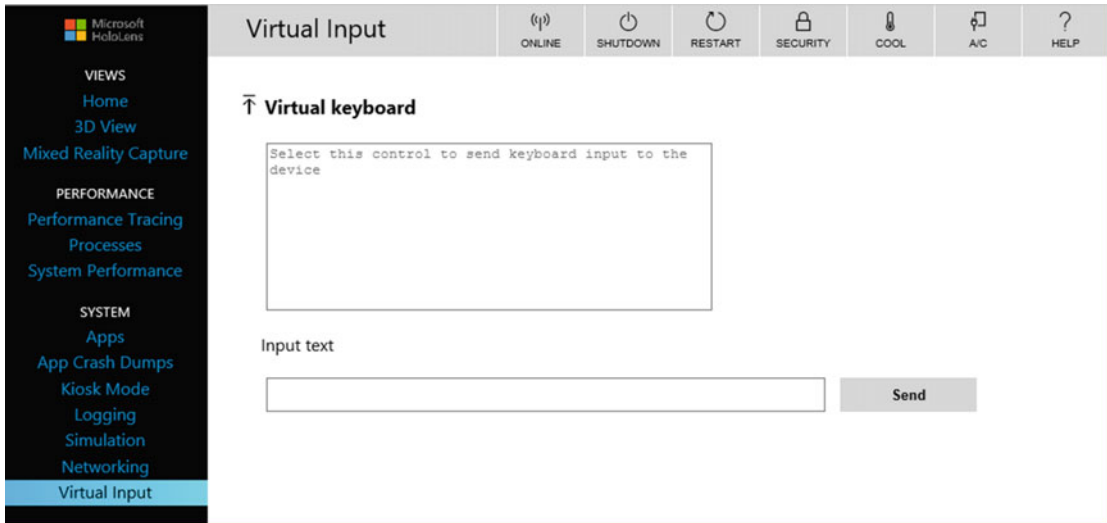 Microsoft
HoloLens
VIEWS
Home
3D View
Mixed Reality Capture
PERFORMANCE
Performance Tracing
Processes
System Performance
SYSTEM
Apps
App Crash Dumps
Kiosk Mode
Logging
Simulation
Networking
Virtual Input
Virtual Input
ONLINE
SHUTDOWN
RESTART
SECURITY
COOL
A/C
?
HELP
Virtual keyboard
Select this control to send keyboard input to the
device
Input text
Send